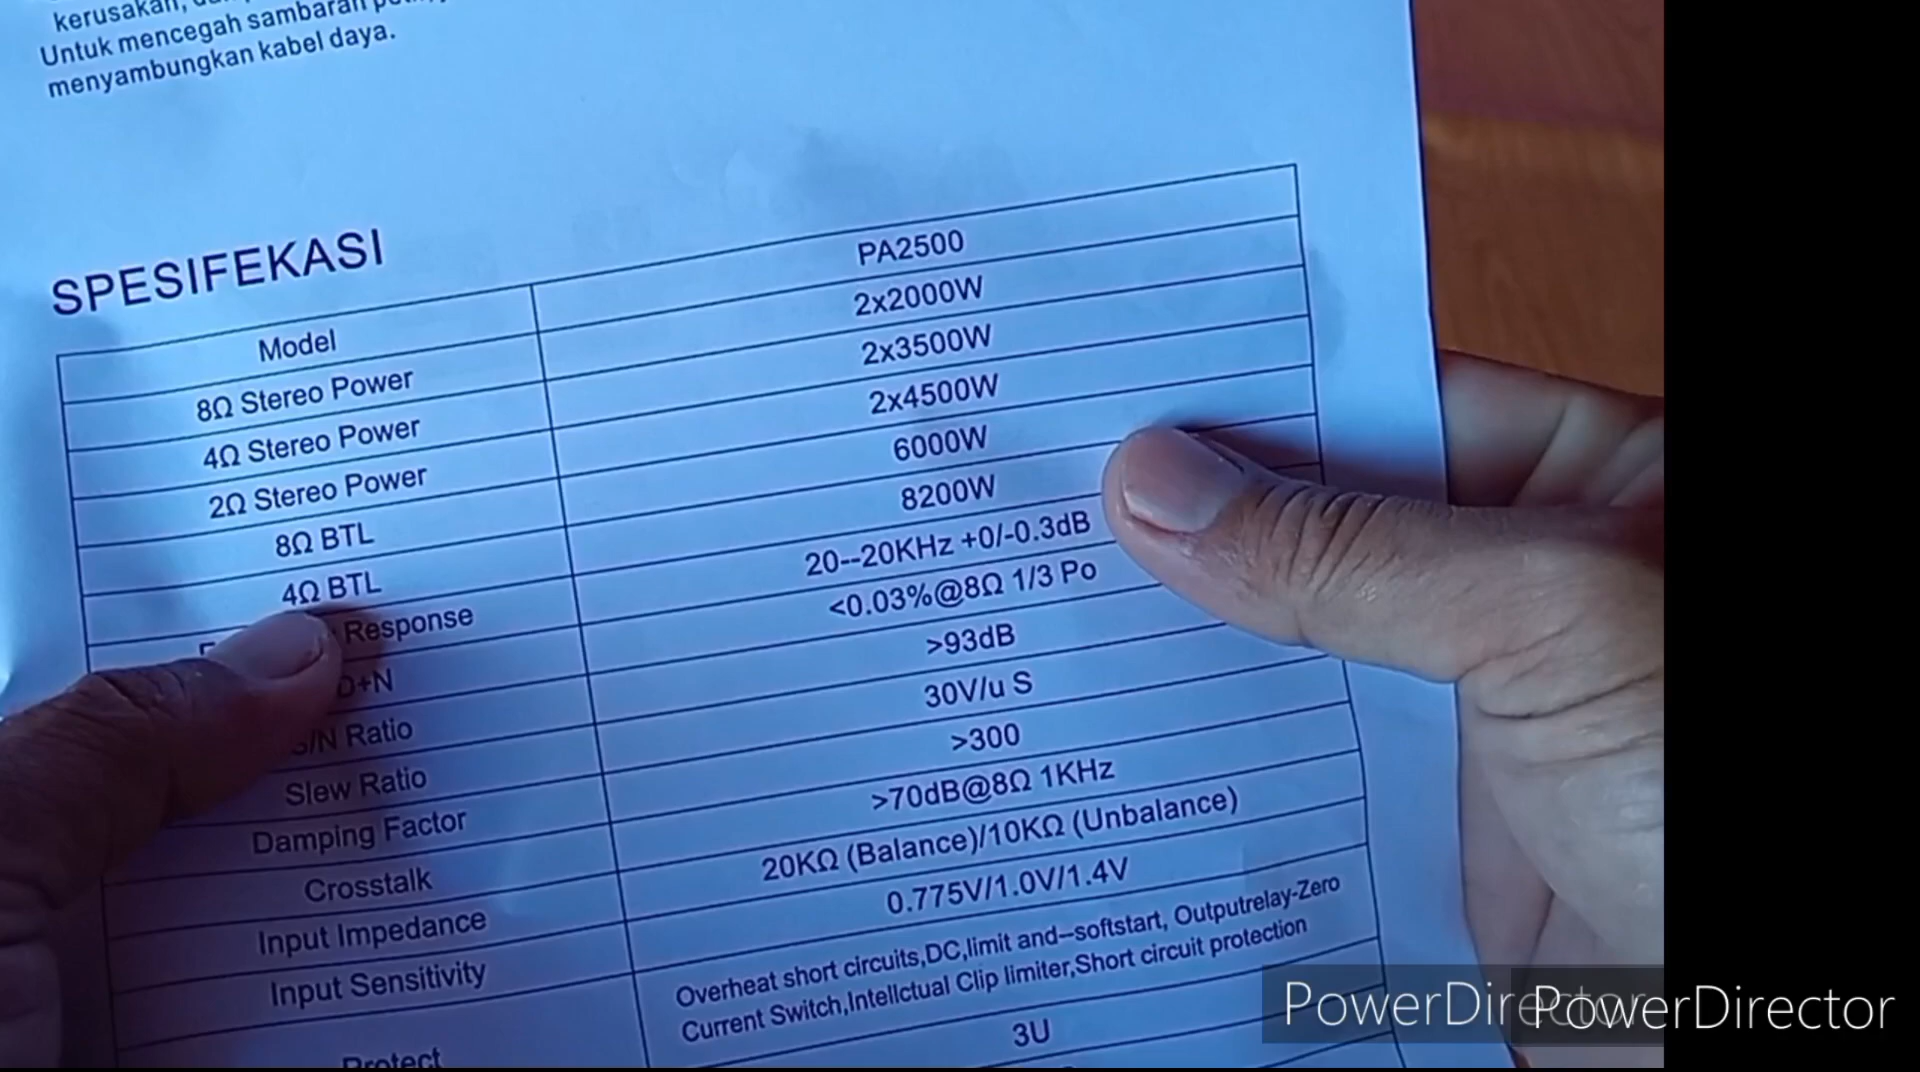 kerusakan,
Untuk mencegah sambaran
menyambungkan kabel daya.
SPESIFEKASI
Model PA2500
8Ω Stereo Power 2x2000W
4Ω Stereo Power 2x3500W
2Ω Stereo Power 2x4500W
8Ω BTL 6000W
4Ω BTL 8200W
Response 20--20KHz +0/-0.3dB
D+N <0.03%@8Ω 1/3 Po
S/N Ratio >93dB
Slew Ratio 30V/u S
Damping Factor >300
Crosstalk >70dB@8Ω 1KHz
Input Impedance 20KΩ (Balance)/10KΩ (Unbalance)
Input Sensitivity 0.775V/1.0V/1.4V
Protect Overheat short circuits,DC,limit and--softstart, Outputrelay-Zero
Current Switch,Intellctual Clip limiter,Short circuit protection
3U
PowerDirector
PowerDirector